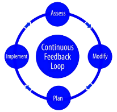 Assess
Continuous
Feedback
Loop
Implement
Modify
Plan